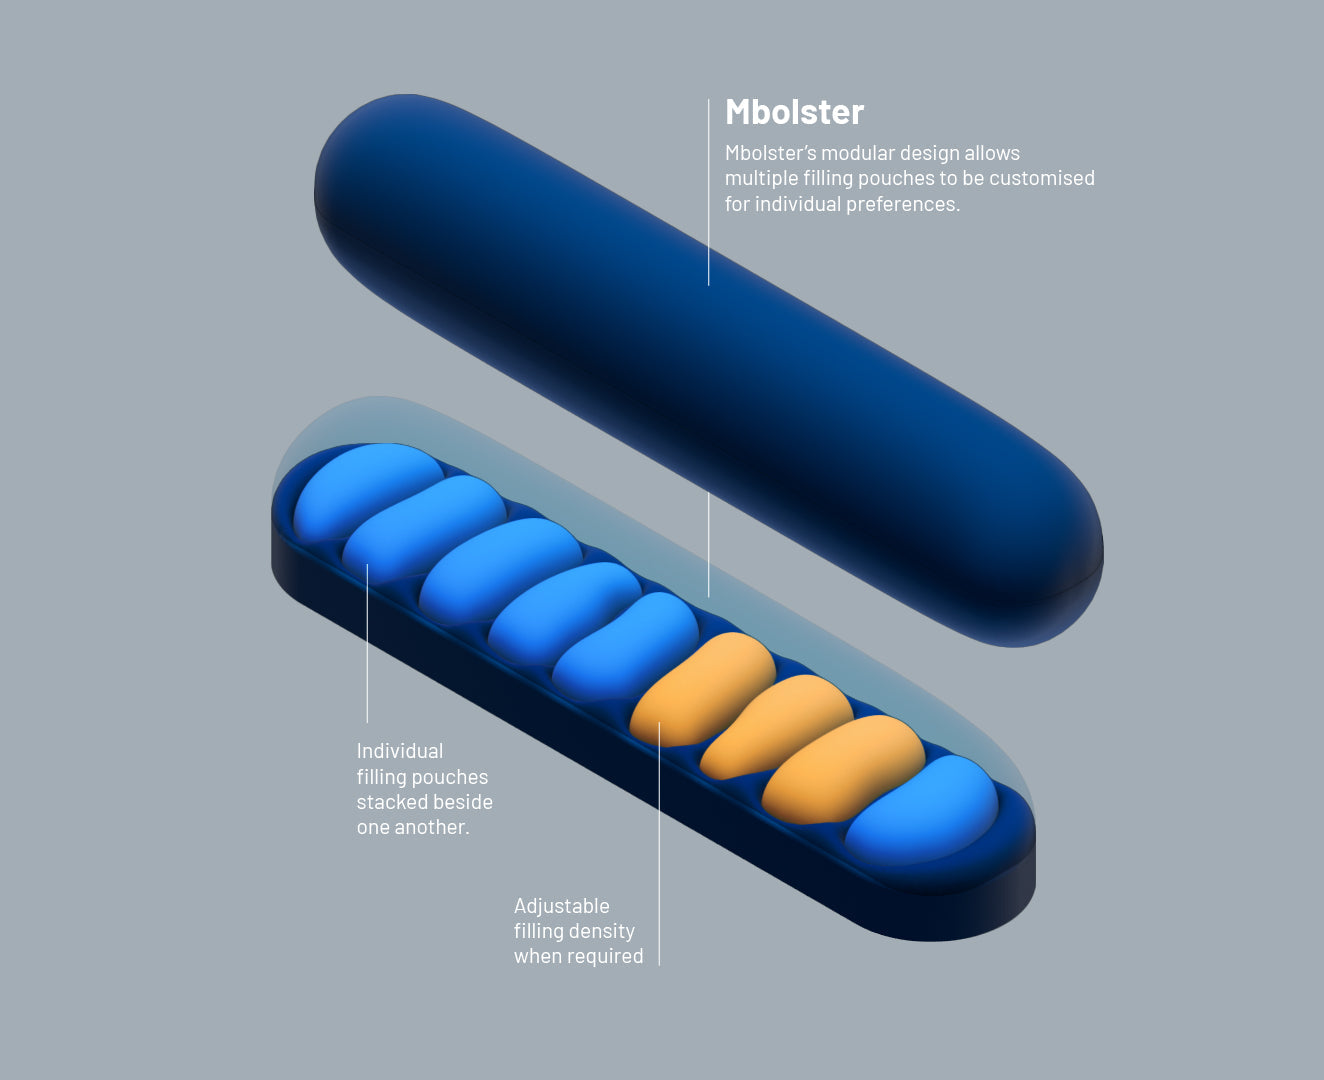 Mbolster
Mbolster’s modular design allows
multiple filling pouches to be customised
for individual preferences.
Individual
filling pouches
stacked beside
one another.
Adjustable
filling density
when required